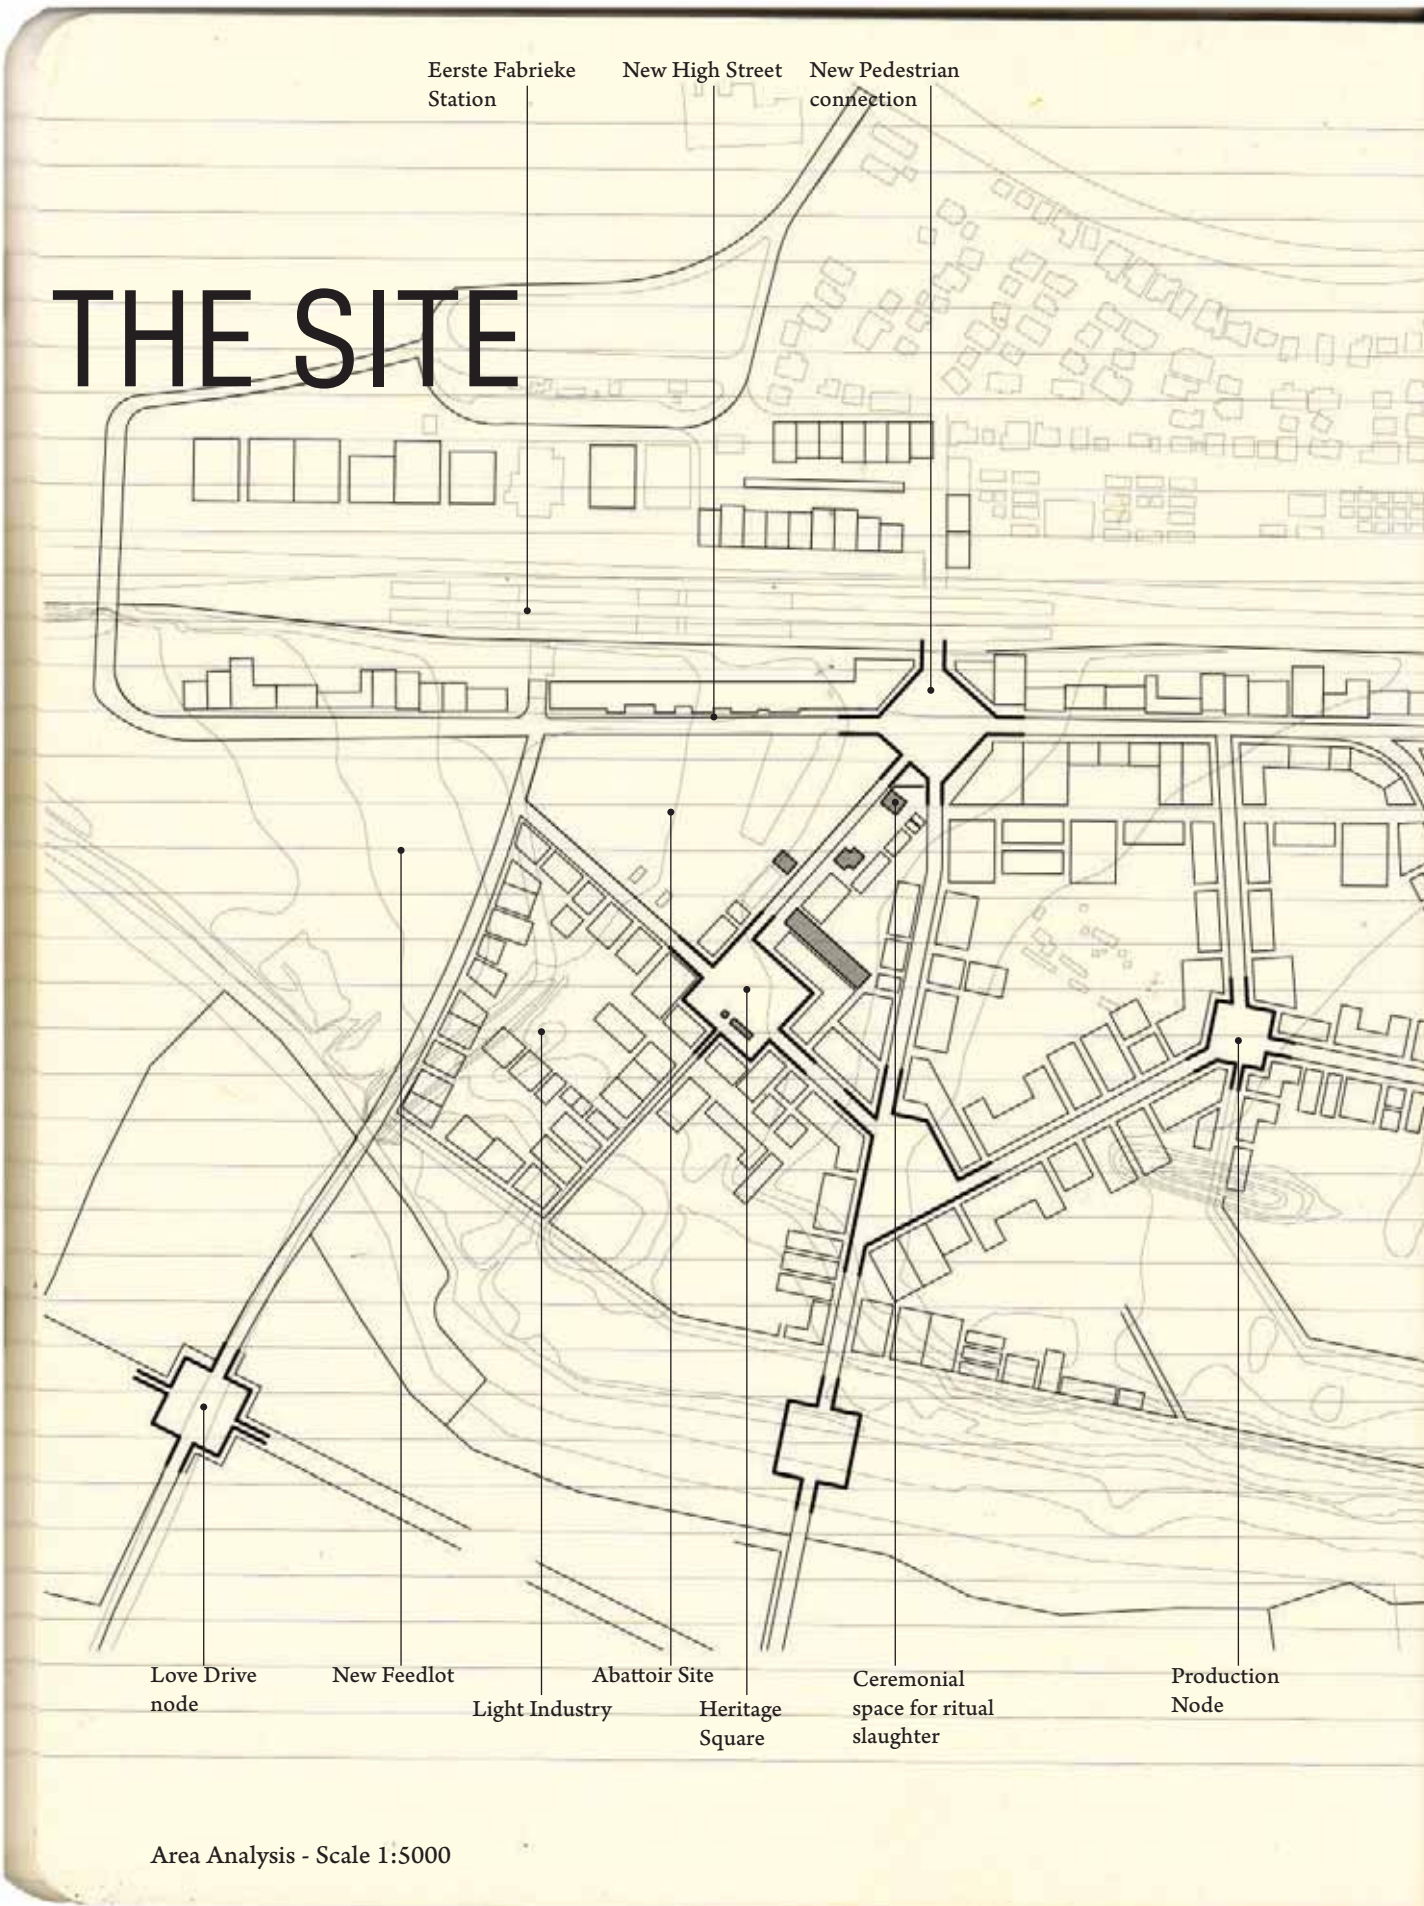 Eerste Fabrieke
Station
New High Street
New Pedestrian
connection
THE SITE
Love Drive
node
New Feedlot
Light Industry
Abattoir Site
Heritage
Square
Ceremonial
space for ritual
slaughter
Production
Node
Area Analysis - Scale 1:5000